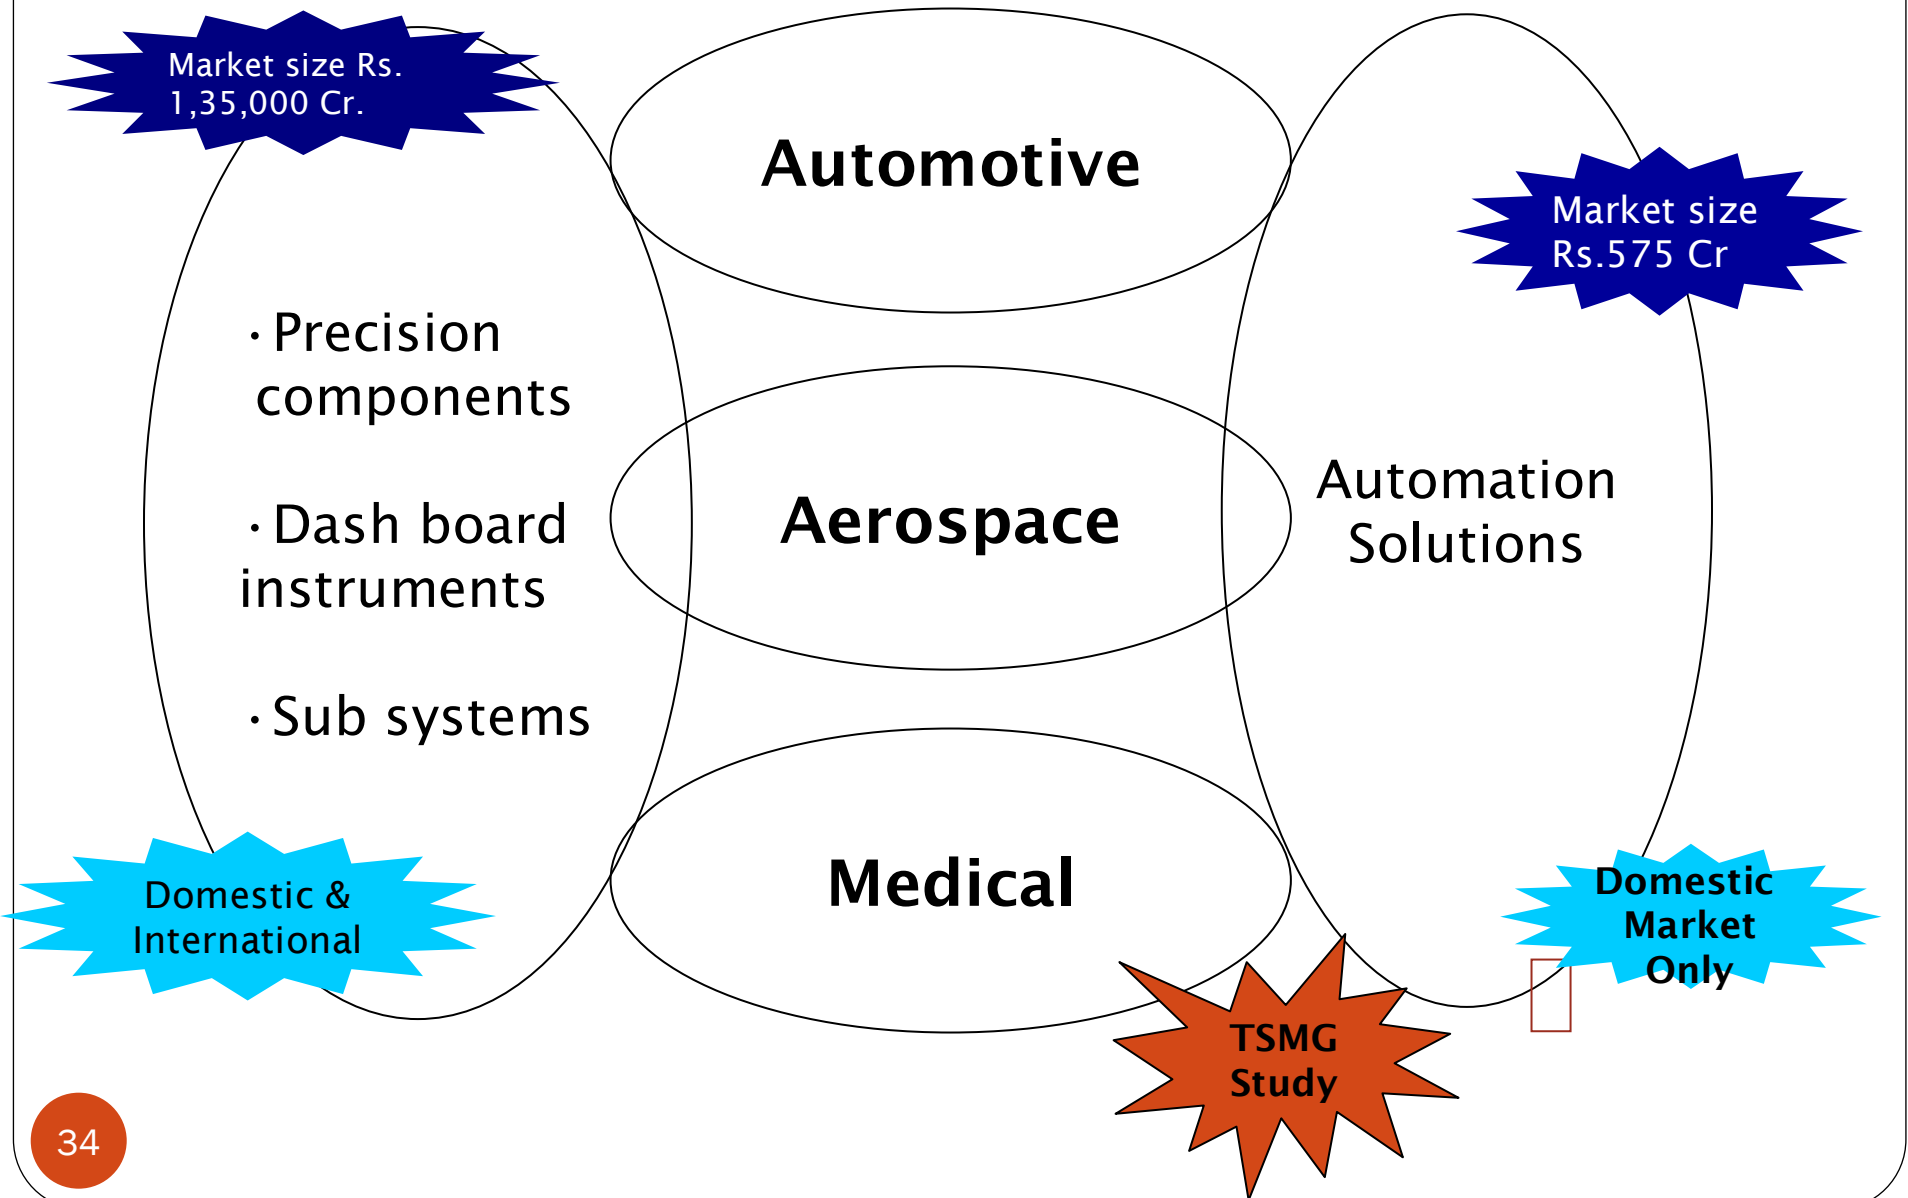 Market size Rs.
1,35,000 Cr.
Automotive
Market size
Rs.575 Cr
·Precision
components
·Dash board
instruments
·Sub systems
Aerospace
Automation
Solutions
Medical
Domestic &
International
Domestic
Market
Only
TSMG
Study
34